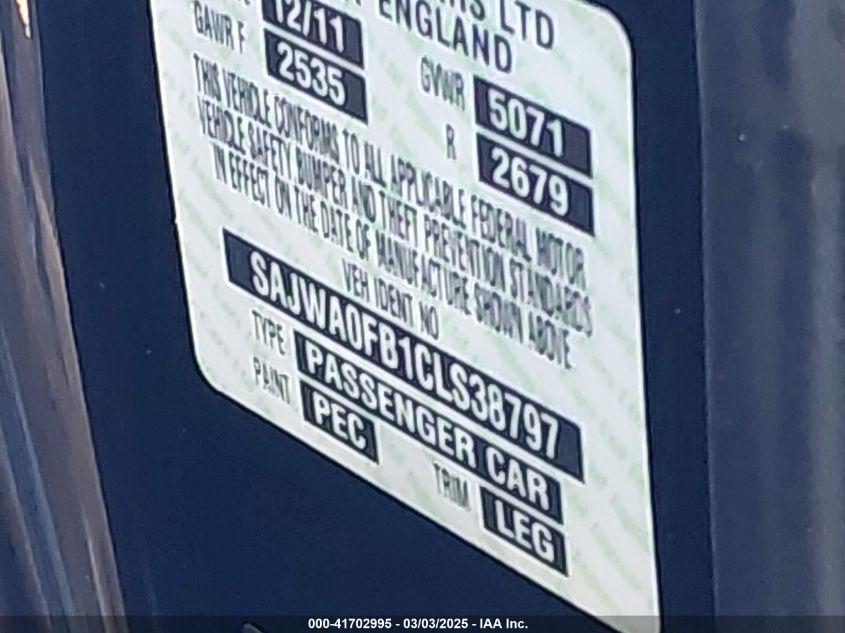 LTD
ENGLAND
12/11
GVWR 5071
GAWR F 2535 R 2679
THIS VEHICLE CONFORMS TO ALL APPLICABLE FEDERAL MOTOR
VEHICLE SAFETY, BUMPER AND THEFT PREVENTION STANDARDS
IN EFFECT ON THE DATE OF MANUFACTURE SHOWN ABOVE.
VEH IDENT NO
SAJWA0FB1CLS38797
TYPE PASSENGER CAR
PAINT PEC TRIM LEG
000-41702995 - 03/03/2025 - IAA Inc.